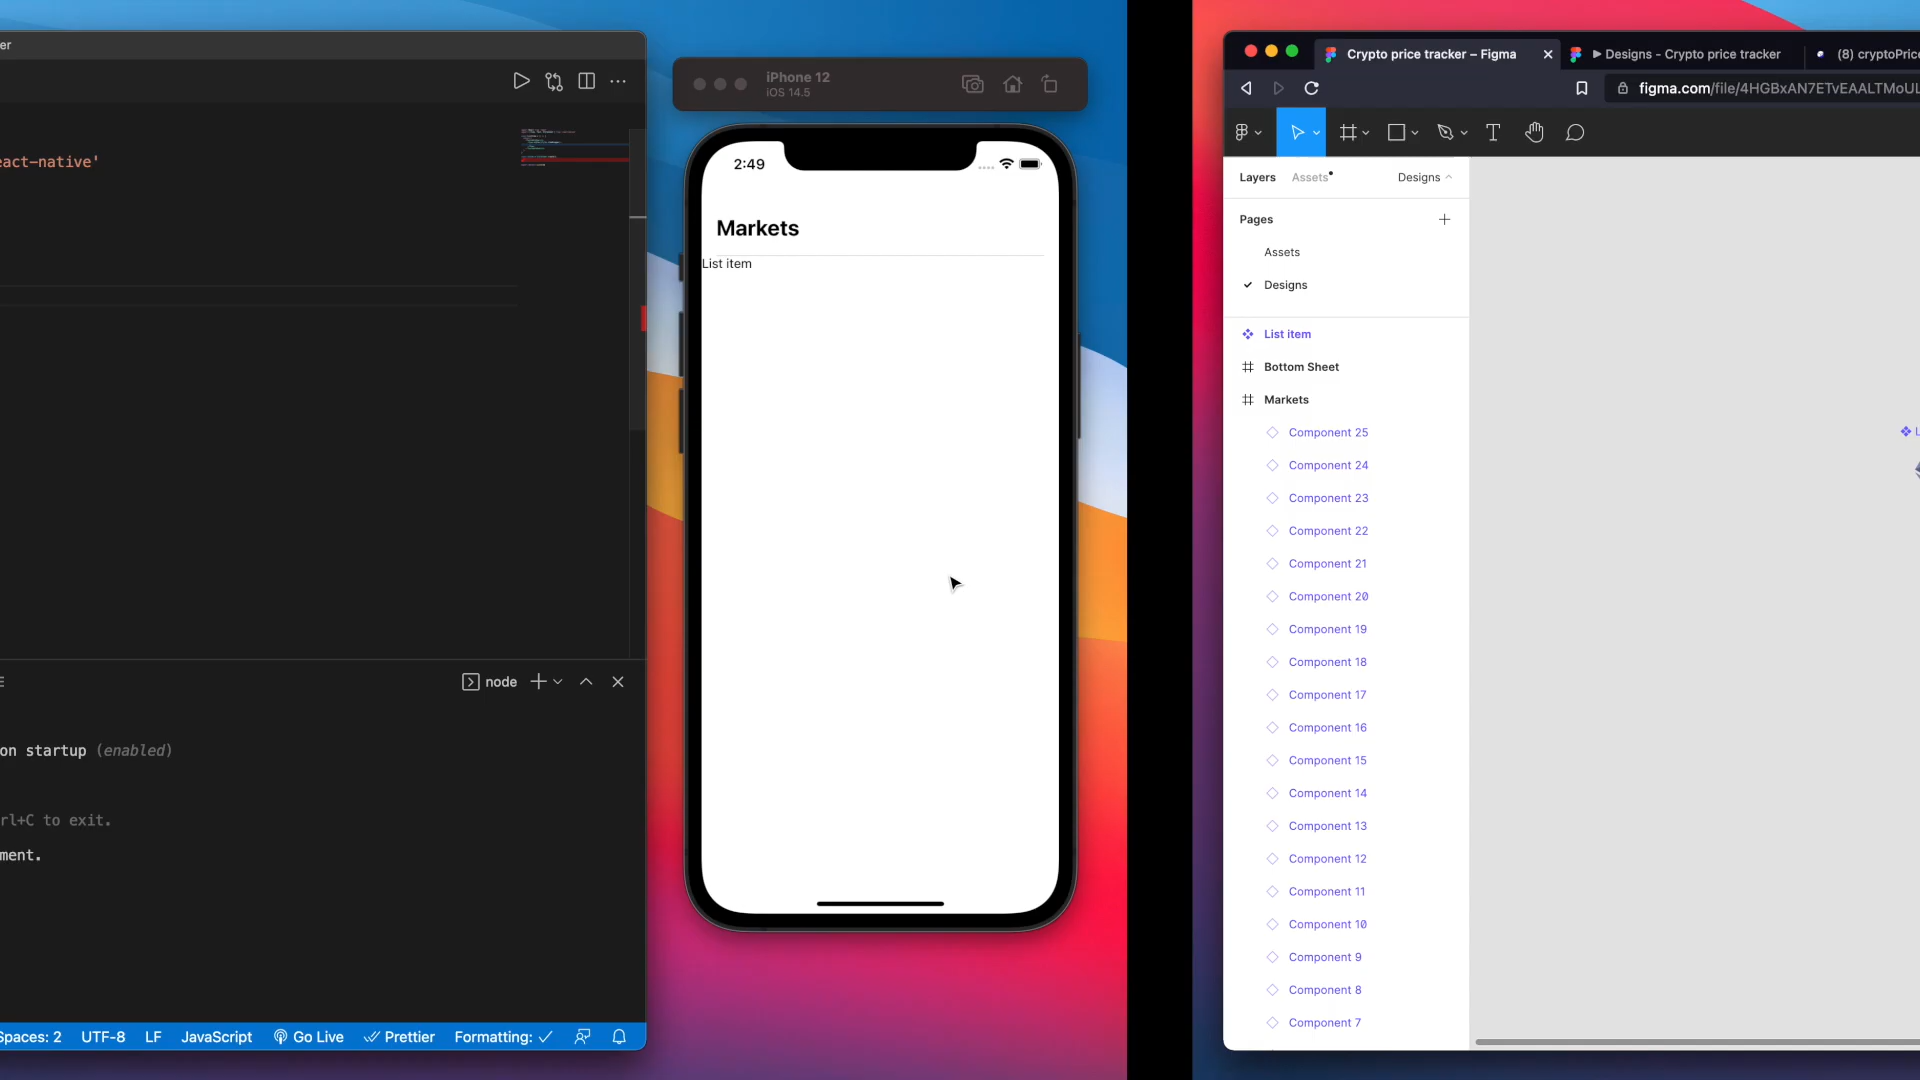 er
eact-native'
node
on startup (enabled)
rl+C to exit.
ment.
Spaces: 2
UTF-8
LF
JavaScript
Go Live
Prettier
Formatting:
iPhone 12
iOS 14.5
2:49
Markets
List item
Crypto price tracker – Figma
Designs - Crypto price tracker
(8) cryptoPrice
figma.com/file/4HGBxAN7ETvEAALTMoUL
Layers
Assets
Designs
Pages
Assets
Designs
List item
Bottom Sheet
Markets
Component 25
Component 24
Component 23
Component 22
Component 21
Component 20
Component 19
Component 18
Component 17
Component 16
Component 15
Component 14
Component 13
Component 12
Component 11
Component 10
Component 9
Component 8
Component 7
L